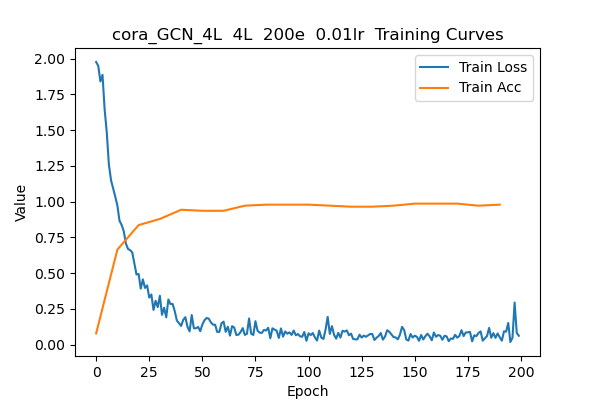 cora_GCN_4L  4L  200e  0.01lr  Training Curves
Train Loss
Train Acc
2.00
1.75
1.50
1.25
1.00
0.75
0.50
0.25
0.00
Value
0 25 50 75 100 125 150 175 200
Epoch